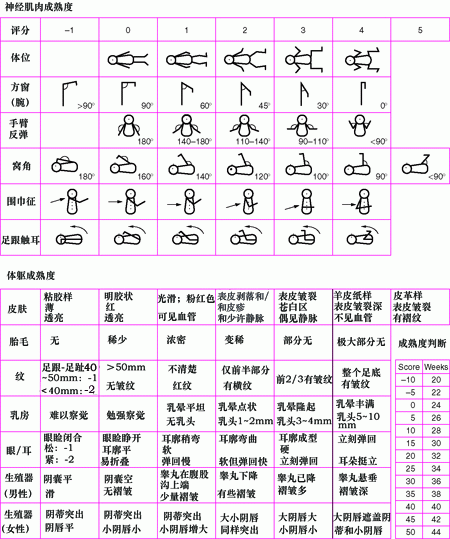 神经肌肉成熟度
评分 -1 0 1 2 3 4 5
体位
方窗
(腕) >90° 90° 60° 45° 30° 0°
手臂
反弹 180° 140-180° 110-140° 90-110° <90°
窝角 180° 160° 140° 120° 100° 90° <90°
围巾征
足跟触耳
体躯成熟度
皮肤
粘胶样
薄
透亮
明胶状
红
透亮
光滑；粉红色
可见血管
表皮剥落和/
和皮疹
和少许静脉
表皮皱裂
苍白区
偶见静脉
羊皮纸样
表皮皱裂深
不见血管
皮革样
表皮皱裂
有褶纹
胎毛 无 稀少 浓密 变稀 部分无 极大部分无
纹
足跟-足趾40
~50mm: -1
<40mm:-2
>50mm
无皱纹
不清楚
红纹
仅前半部分
有横纹
前2/3有皱纹
整个足底
有皱纹
乳房
难以察觉
勉强察觉
乳晕平坦
无乳头
乳晕点状
乳头1~2mm
乳晕隆起
乳头3~4mm
乳晕丰满
乳头5~10
mm
眼/耳
眼睑闭合
松: -1
紧: -2
眼睑睁开
耳廓平
易折叠
耳廓稍弯
软
弹回慢
耳廓弯曲
软但弹回快
耳廓成型
硬
立刻弹回
立刻弹回
耳朵挺立
生殖器
(男性)
阴囊平
滑
阴囊空
无褶皱
睾丸在腹股
沟上端
少量褶皱
睾丸下降
有些褶皱
睾丸已降
褶皱多
睾丸悬垂
褶皱深
生殖器
(女性)
阴蒂突出
阴唇平
阴蒂突出
小阴唇小
阴蒂突出
小阴唇增大
大小阴唇
同样突出
大阴唇大
小阴唇小
大阴唇遮盖阴
蒂和小阴唇
成熟度判断
Score Weeks
-10 20
-5 22
0 24
5 26
10 28
15 30
20 32
25 34
30 36
35 38
40 40
45 42
50 44